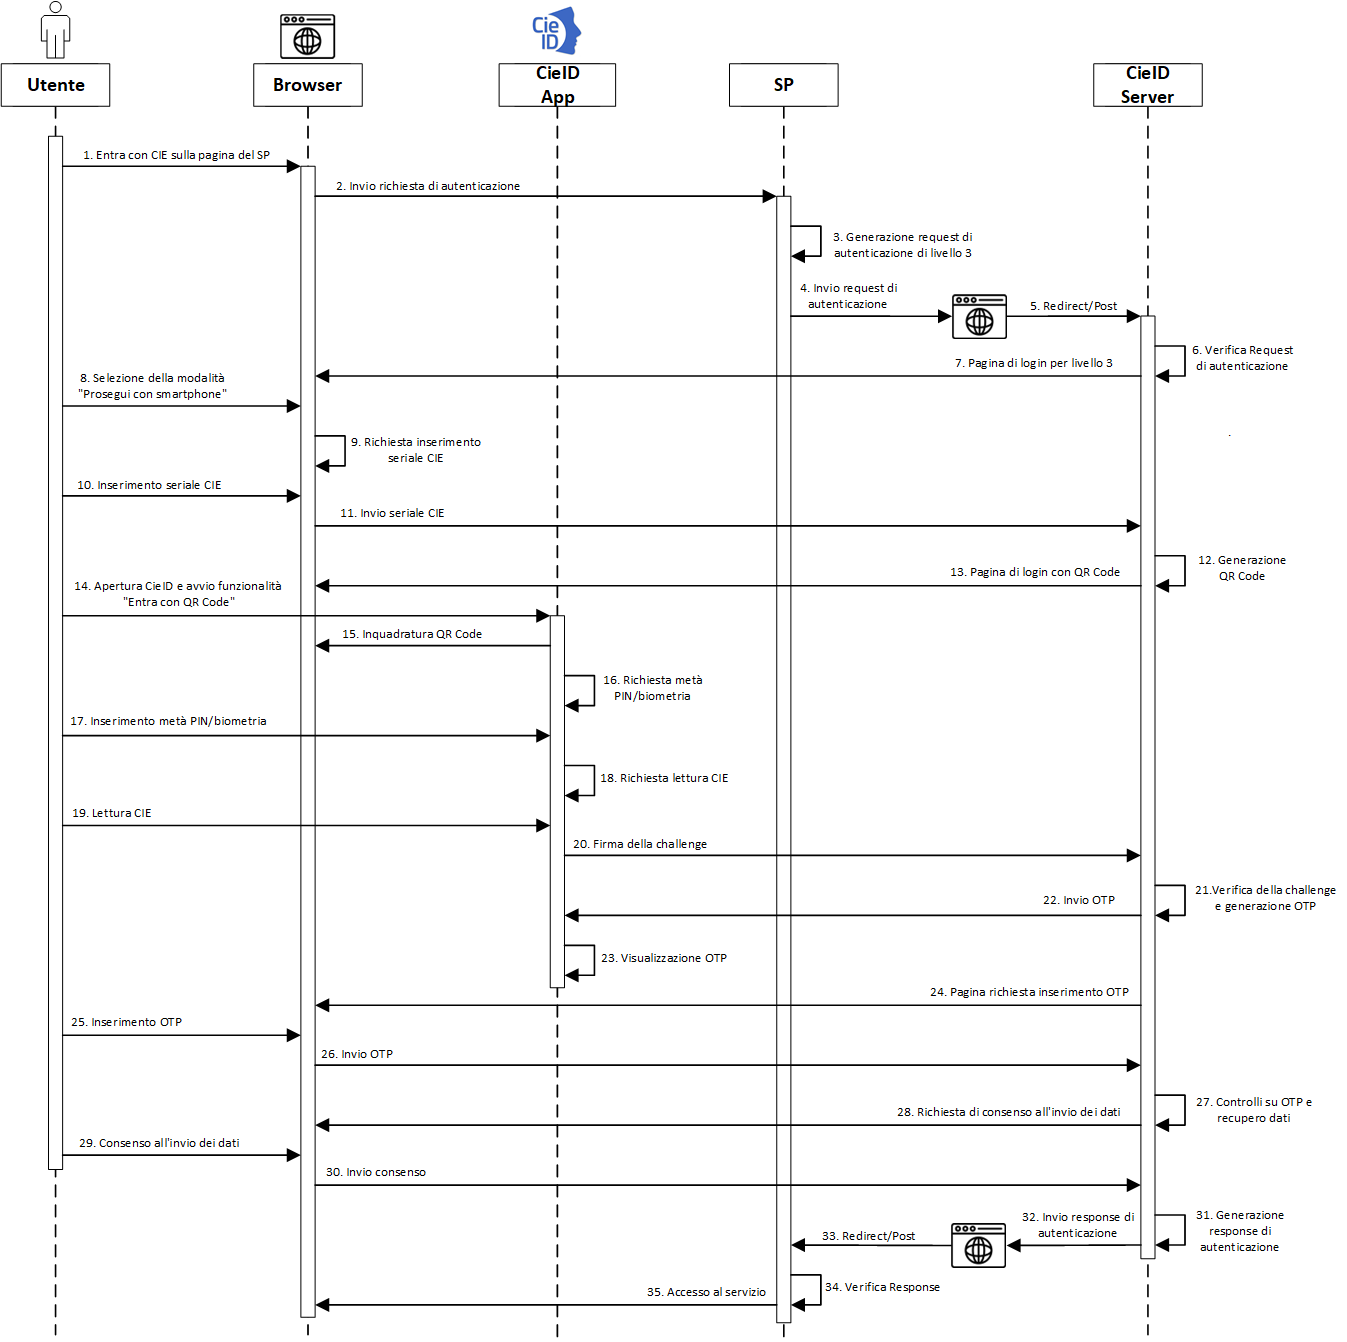 Cie
ID
Utente
Browser
CieID
App
SP
CieID
Server
1. Entra con CIE sulla pagina del SP
2. Invio richiesta di autenticazione
3. Generazione request di
autenticazione di livello 3
4. Invio request di
autenticazione
5. Redirect/Post
6. Verifica Request
di autenticazione
7. Pagina di login per livello 3
8. Selezione della modalità
"Prosegui con smartphone"
9. Richiesta inserimento
seriale CIE
10. Inserimento seriale CIE
11. Invio seriale CIE
12. Generazione
QR Code
13. Pagina di login con QR Code
14. Apertura CieID e avvio funzionalità
"Entra con QR Code"
15. Inquadratura QR Code
16. Richiesta metà
PIN/biometria
17. Inserimento metà PIN/biometria
18. Richiesta lettura CIE
19. Lettura CIE
20. Firma della challenge
21.Verifica della challenge
e generazione OTP
22. Invio OTP
23. Visualizzazione OTP
24. Pagina richiesta inserimento OTP
25. Inserimento OTP
26. Invio OTP
27. Controlli su OTP e
recupero dati
28. Richiesta di consenso all'invio dei dati
29. Consenso all'invio dei dati
30. Invio consenso
31. Generazione
response di
autenticazione
32. Invio response di
autenticazione
33. Redirect/Post
34. Verifica Response
35. Accesso al servizio